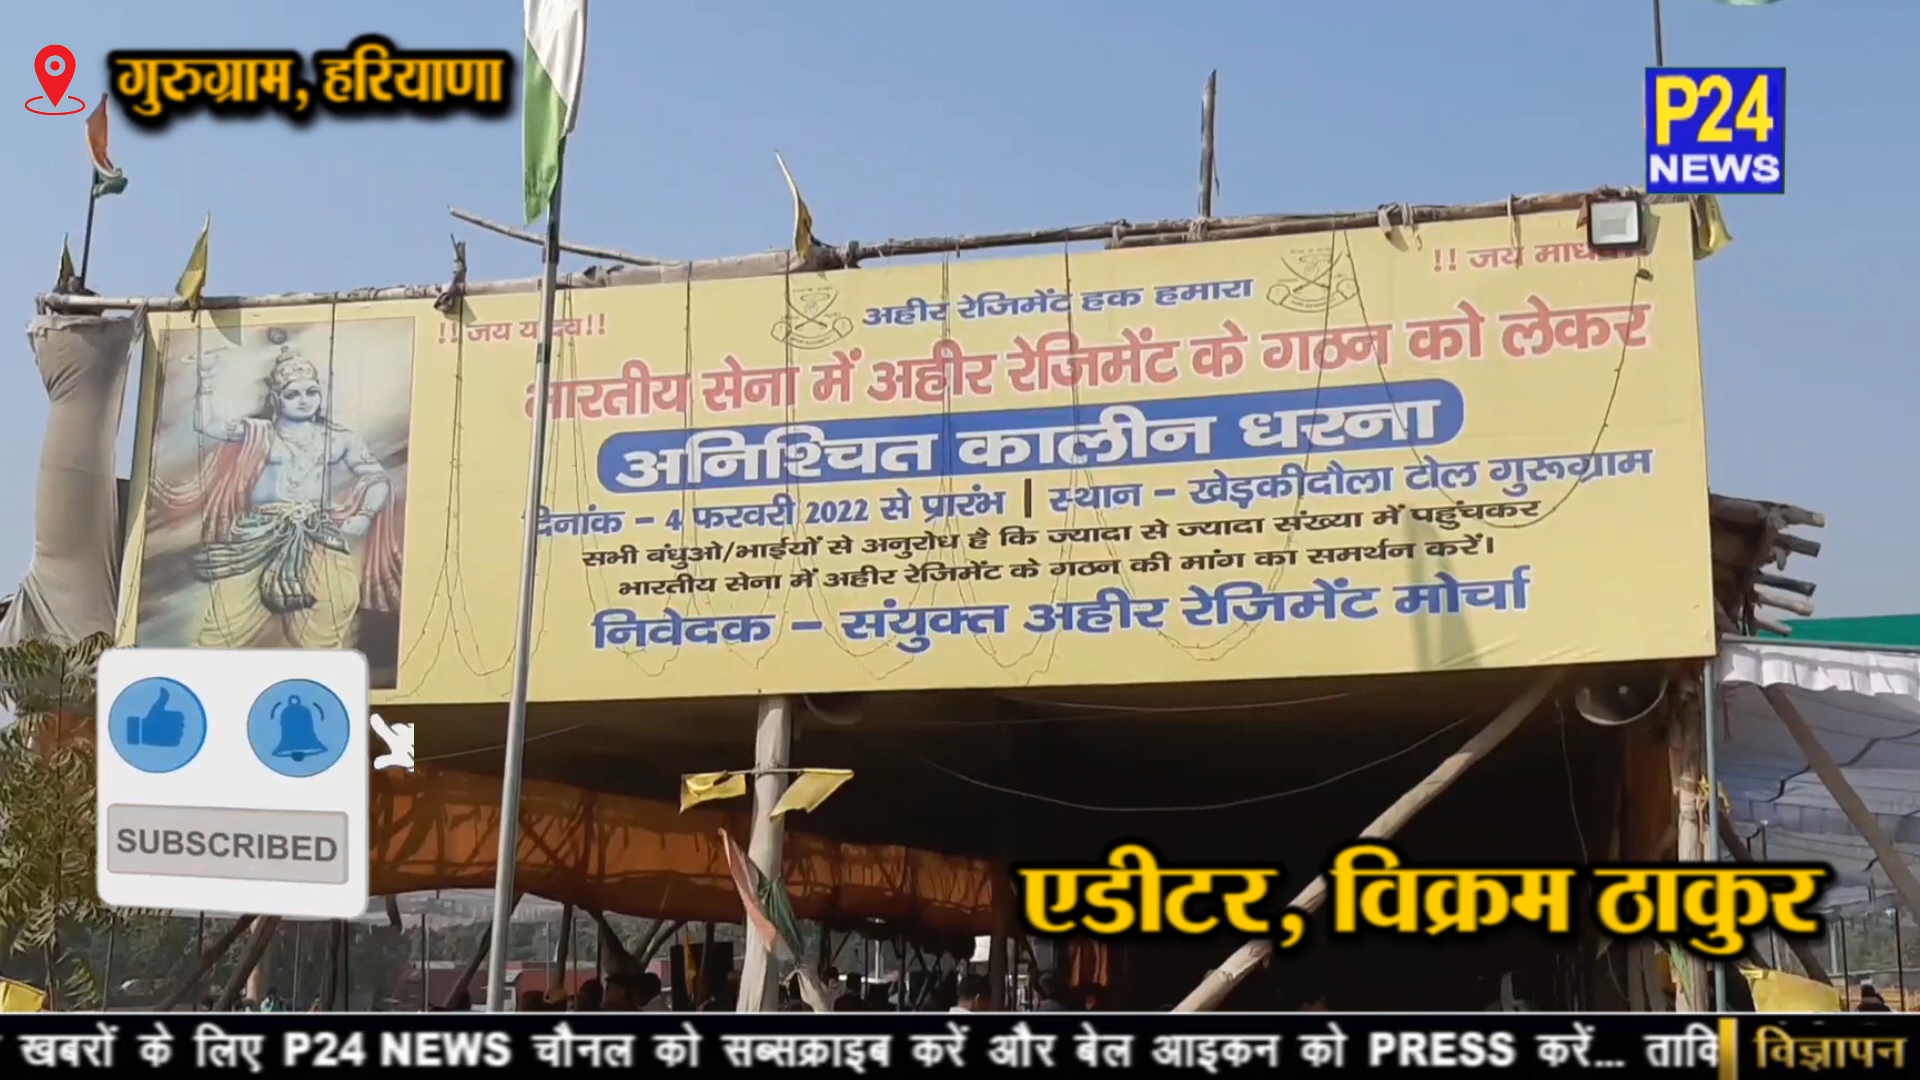 गुरुग्राम, हरियाणा
P24
NEWS
!! जय माधव
अहीर रेजिमेंट हक हमारा
!! जय यादव!!
भारतीय सेना में अहीर रेजिमेंट के गठन को लेकर
अनिश्चित कालीन धरना
दिनांक – 4 फरवरी 2022 से प्रारंभ | स्थान – खेड़कीदौला टोल गुरूग्राम
सभी बंधुओ/भाईयों से अनुरोध है कि ज्यादा से ज्यादा संख्या में पहुंचकर
भारतीय सेना में अहीर रेजिमेंट के गठन की मांग का समर्थन करें।
निवेदक – संयुक्त अहीर रेजिमेंट मोर्चा
SUBSCRIBED
एडीटर, विक्रम ठाकुर
खबरों के लिए P24 NEWS चौनल को सब्सक्राइब करें और बेल आइकन को PRESS करें... ताकि
विज्ञापन